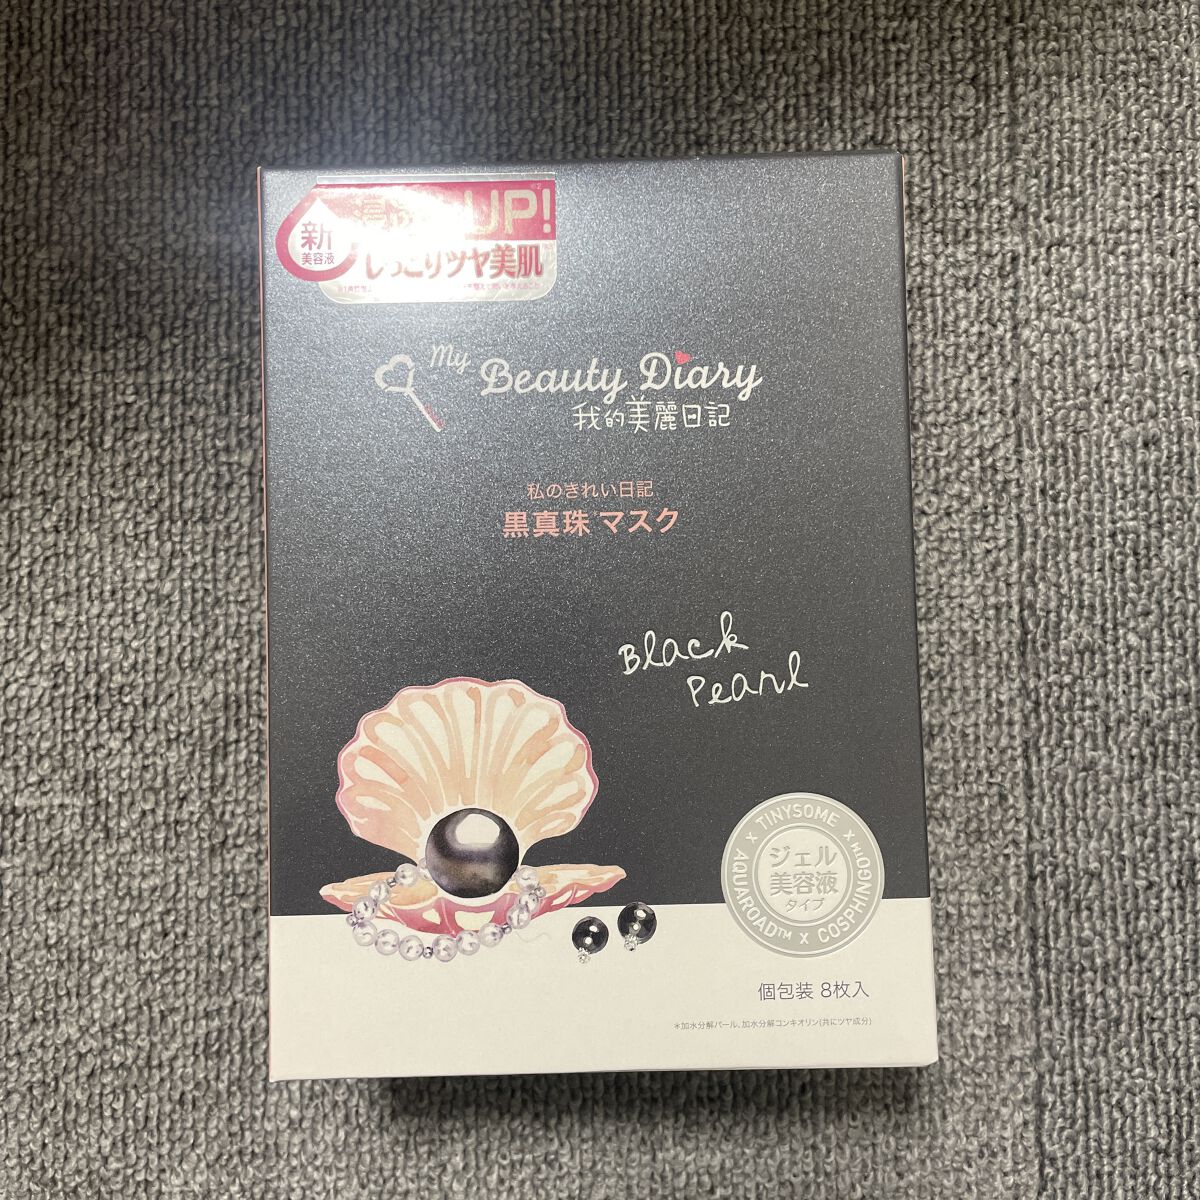 新
美容液
UP!
※2
しっとりツヤ美肌
My Beauty Diary
我的美麗日記
私のきれい日記
黒真珠*マスク
Black
Pearl
x TINYSOME x
AQUAROAD™ x COSPHINGO™
ジェル
美容液
タイプ
個包装 8枚入
*加水分解パール、加水分解コンキオリン(共にツヤ成分)